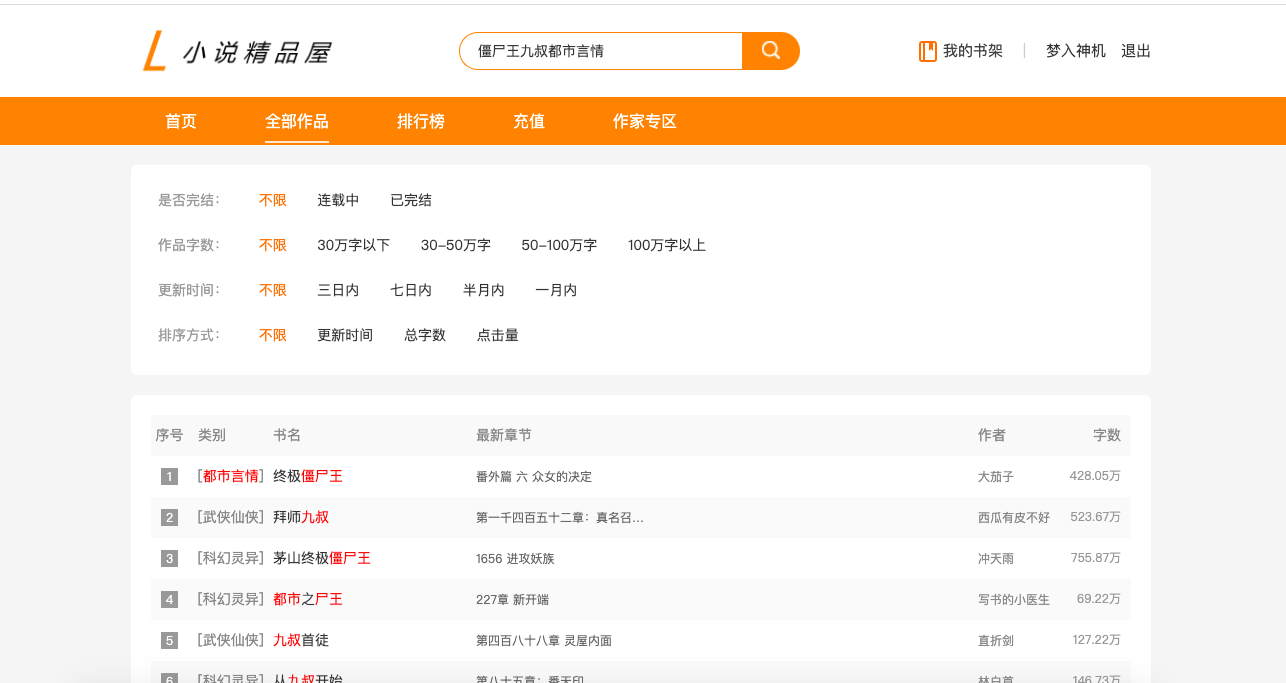 L 小说精品屋
僵尸王九叔都市言情
我的书架 | 梦入神机 退出
首页 全部作品 排行榜 充值 作家专区
是否完结： 不限 连载中 已完结
作品字数： 不限 30万字以下 30-50万字 50-100万字 100万字以上
更新时间： 不限 三日内 七日内 半月内 一月内
排序方式： 不限 更新时间 总字数 点击量
序号 类别 书名 最新章节 作者 字数
1 [都市言情] 终极僵尸王 番外篇 六 众女的决定 大茄子 428.05万
2 [武侠仙侠] 拜师九叔 第一千四百五十二章：真名召... 西瓜有皮不好 523.67万
3 [科幻灵异] 茅山终极僵尸王 1656 进攻妖族 冲天雨 755.87万
4 [科幻灵异] 都市之尸王 227章 新开端 写书的小医生 69.22万
5 [武侠仙侠] 九叔首徒 第四百八十八章 灵屋内面 直折剑 127.22万
6 [科幻灵异] 从九叔开始 第八十五章：番天印 林白首 146.73万